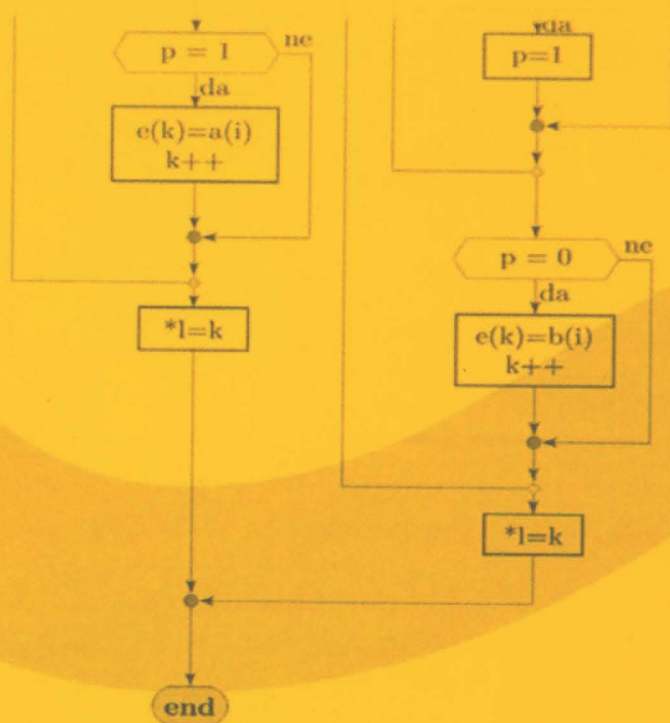 p = 1
ne
da
e(k)=a(i)
k++
*l=k
da
p=1
p = 0
ne
da
e(k)=b(i)
k++
*l=k
end